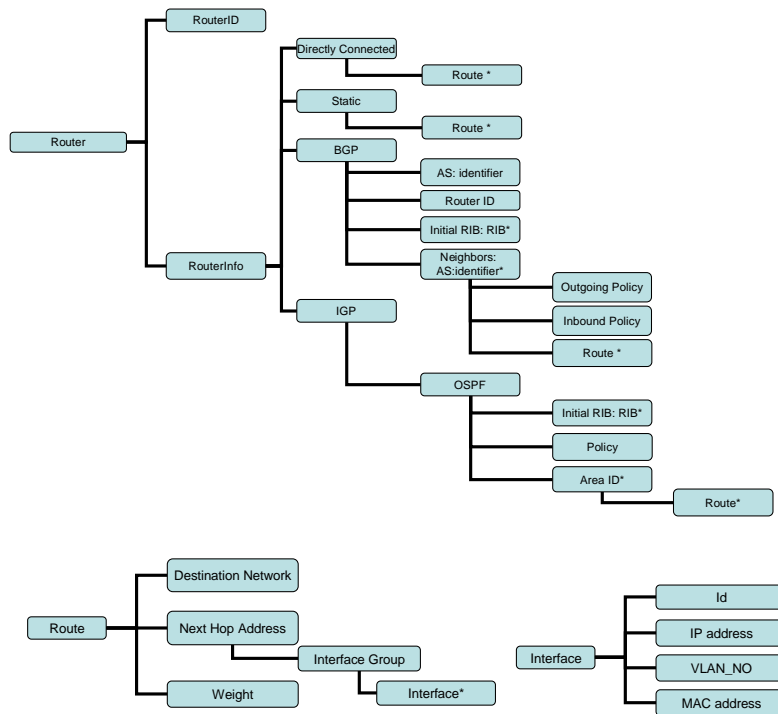 RouterID
Directly Connected
Route *
Static
Route *
Router
BGP
AS: identifier
Router ID
Initial RIB: RIB*
RouterInfo
Neighbors:
AS:identifier*
Outgoing Policy
Inbound Policy
IGP
Route *
OSPF
Initial RIB: RIB*
Policy
Area ID*
Route*
Destination Network
Route
Next Hop Address
Interface Group
Weight
Interface*
Id
IP address
Interface
VLAN_NO
MAC address